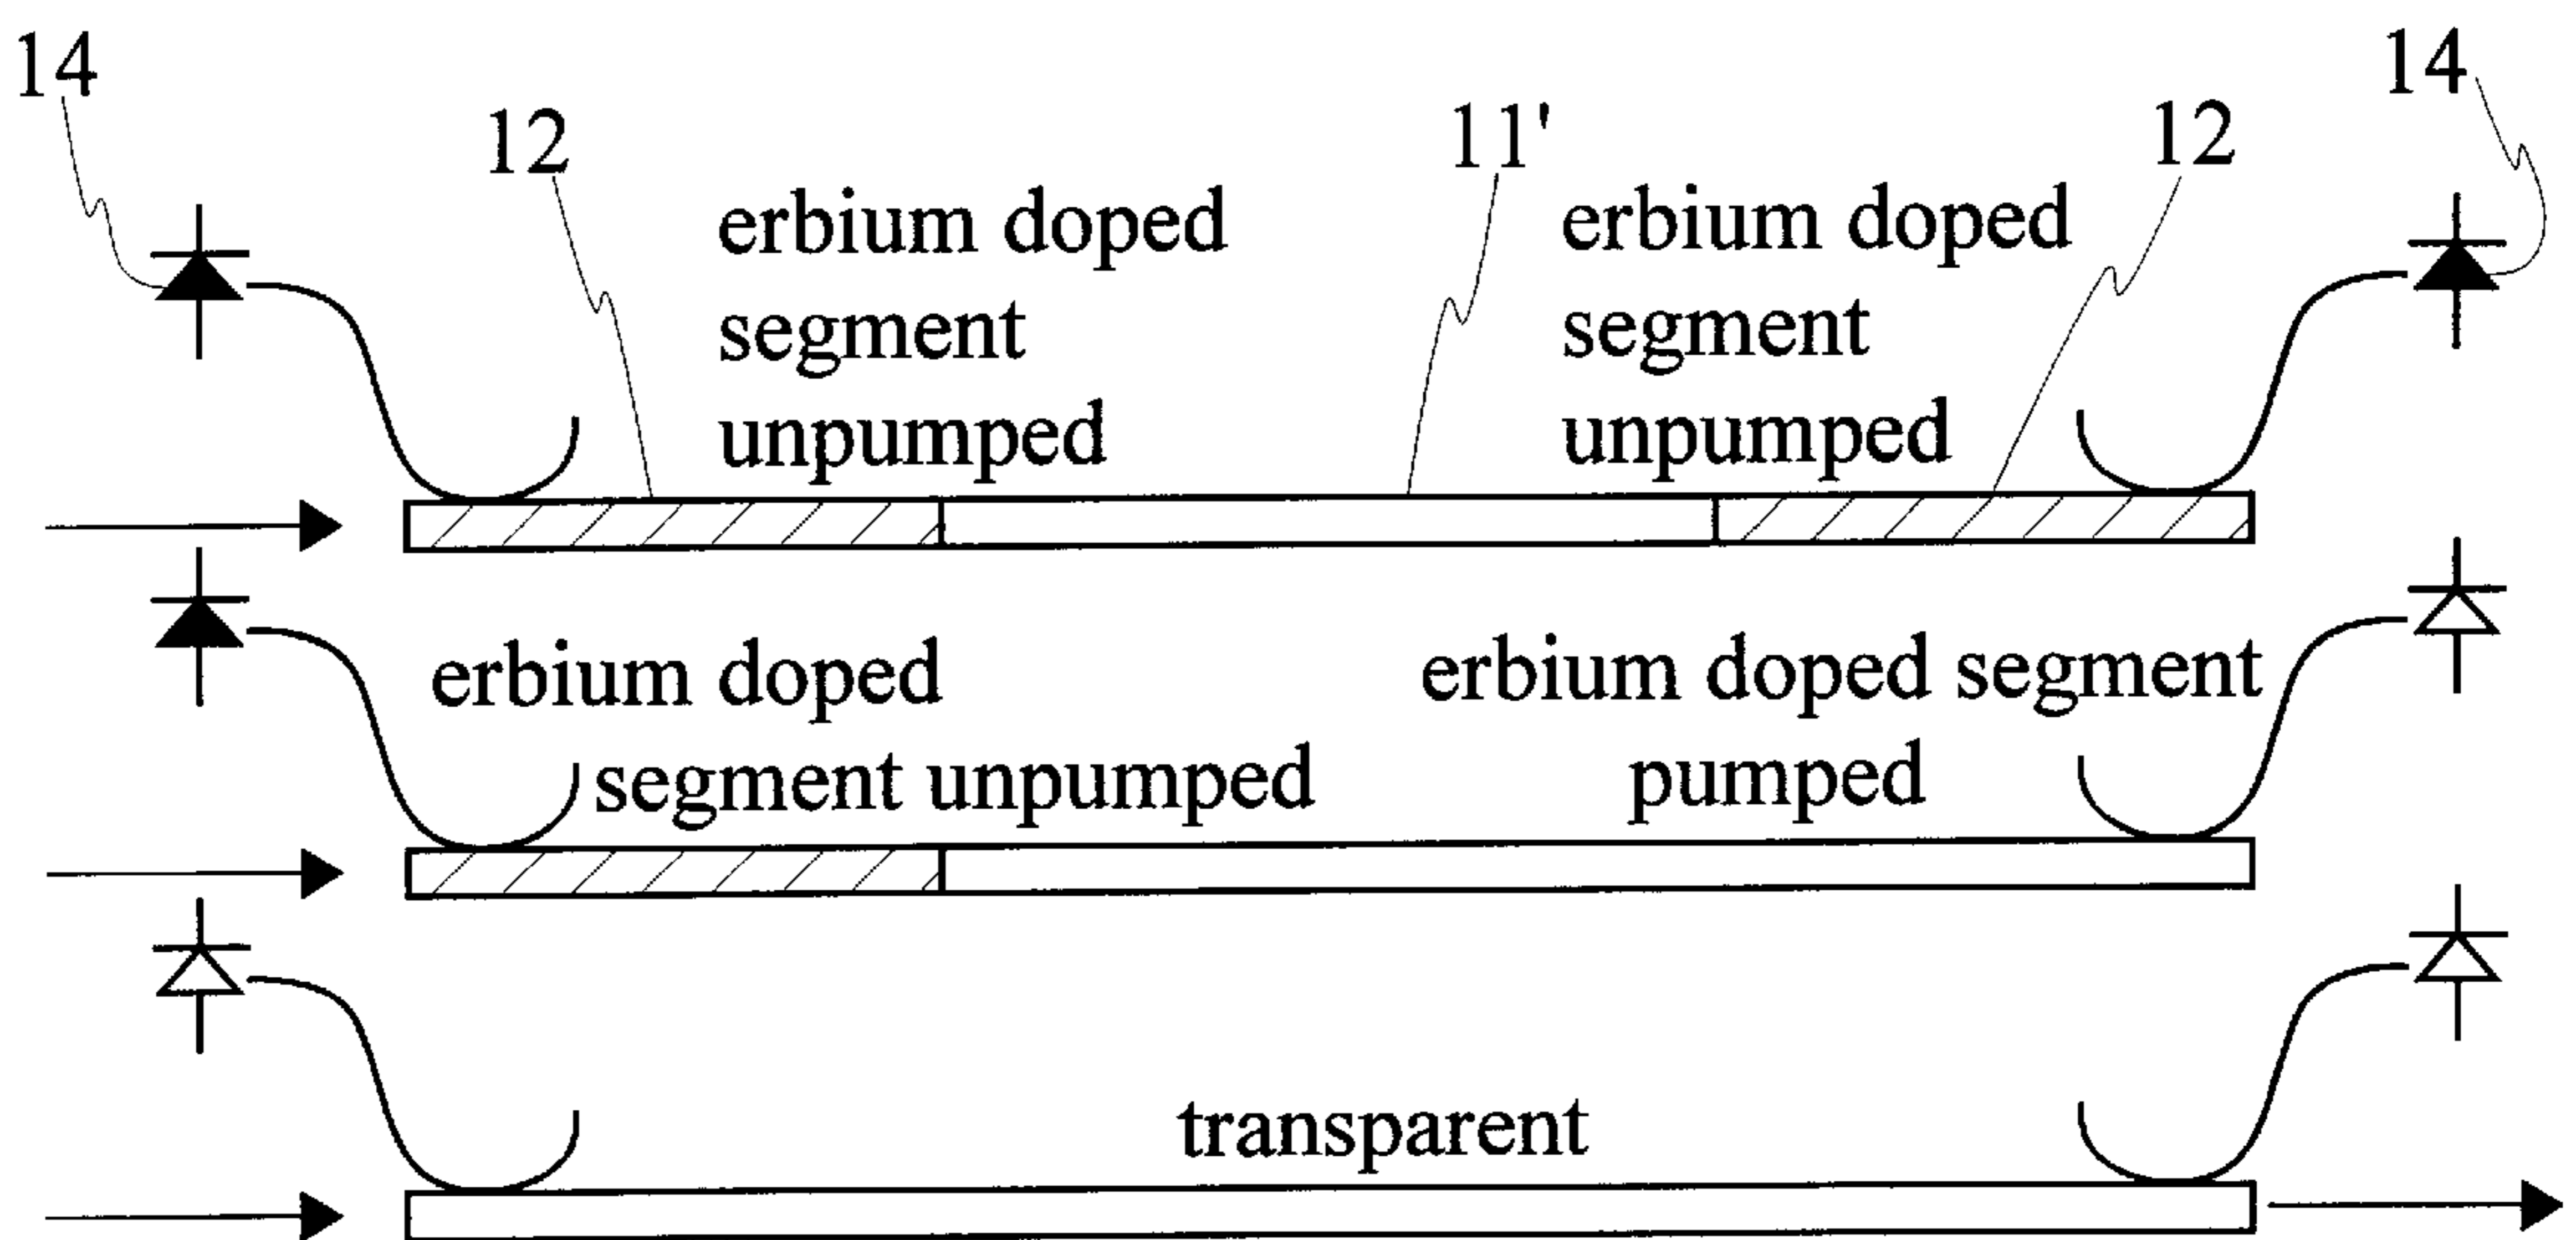 14
14
12
11'
12
erbium doped
segment
unpumped
erbium doped
segment
unpumped
erbium doped
segment unpumped
erbium doped segment
pumped
transparent